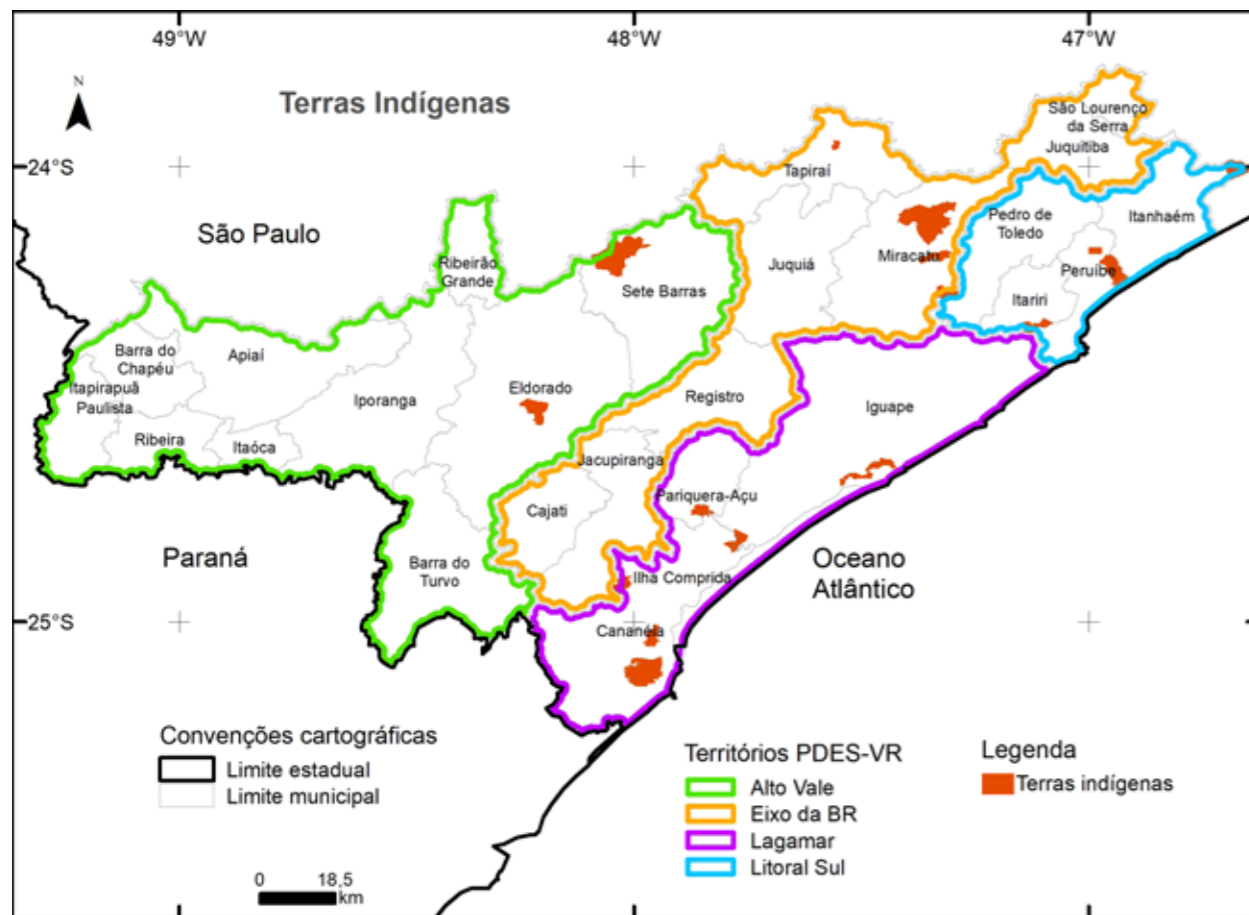 49°W
48°W
47°W
N
Terras Indígenas
24°S
São Lourenço
da Serra
Juquitiba
Tapiraí
São Paulo
Pedro de
Toledo
Itanhaém
Ribeirão
Grande
Juquiá
Miracatu
Peruíbe
Sete Barras
Itariri
Barra do
Chapéu
Apiaí
Itapirapuã
Paulista
Iporanga
Eldorado
Registro
Iguape
Ribeira
Itaóca
Jacupiranga
Pariquera-Açu
Cajati
Paraná
Barra do
Turvo
Ilha Comprida
Oceano
Atlântico
25°S
Cananéia
Convenções cartográficas
Limite estadual
Limite municipal
Territórios PDES-VR
Alto Vale
Eixo da BR
Lagamar
Litoral Sul
Legenda
Terras indígenas
0 18,5
km